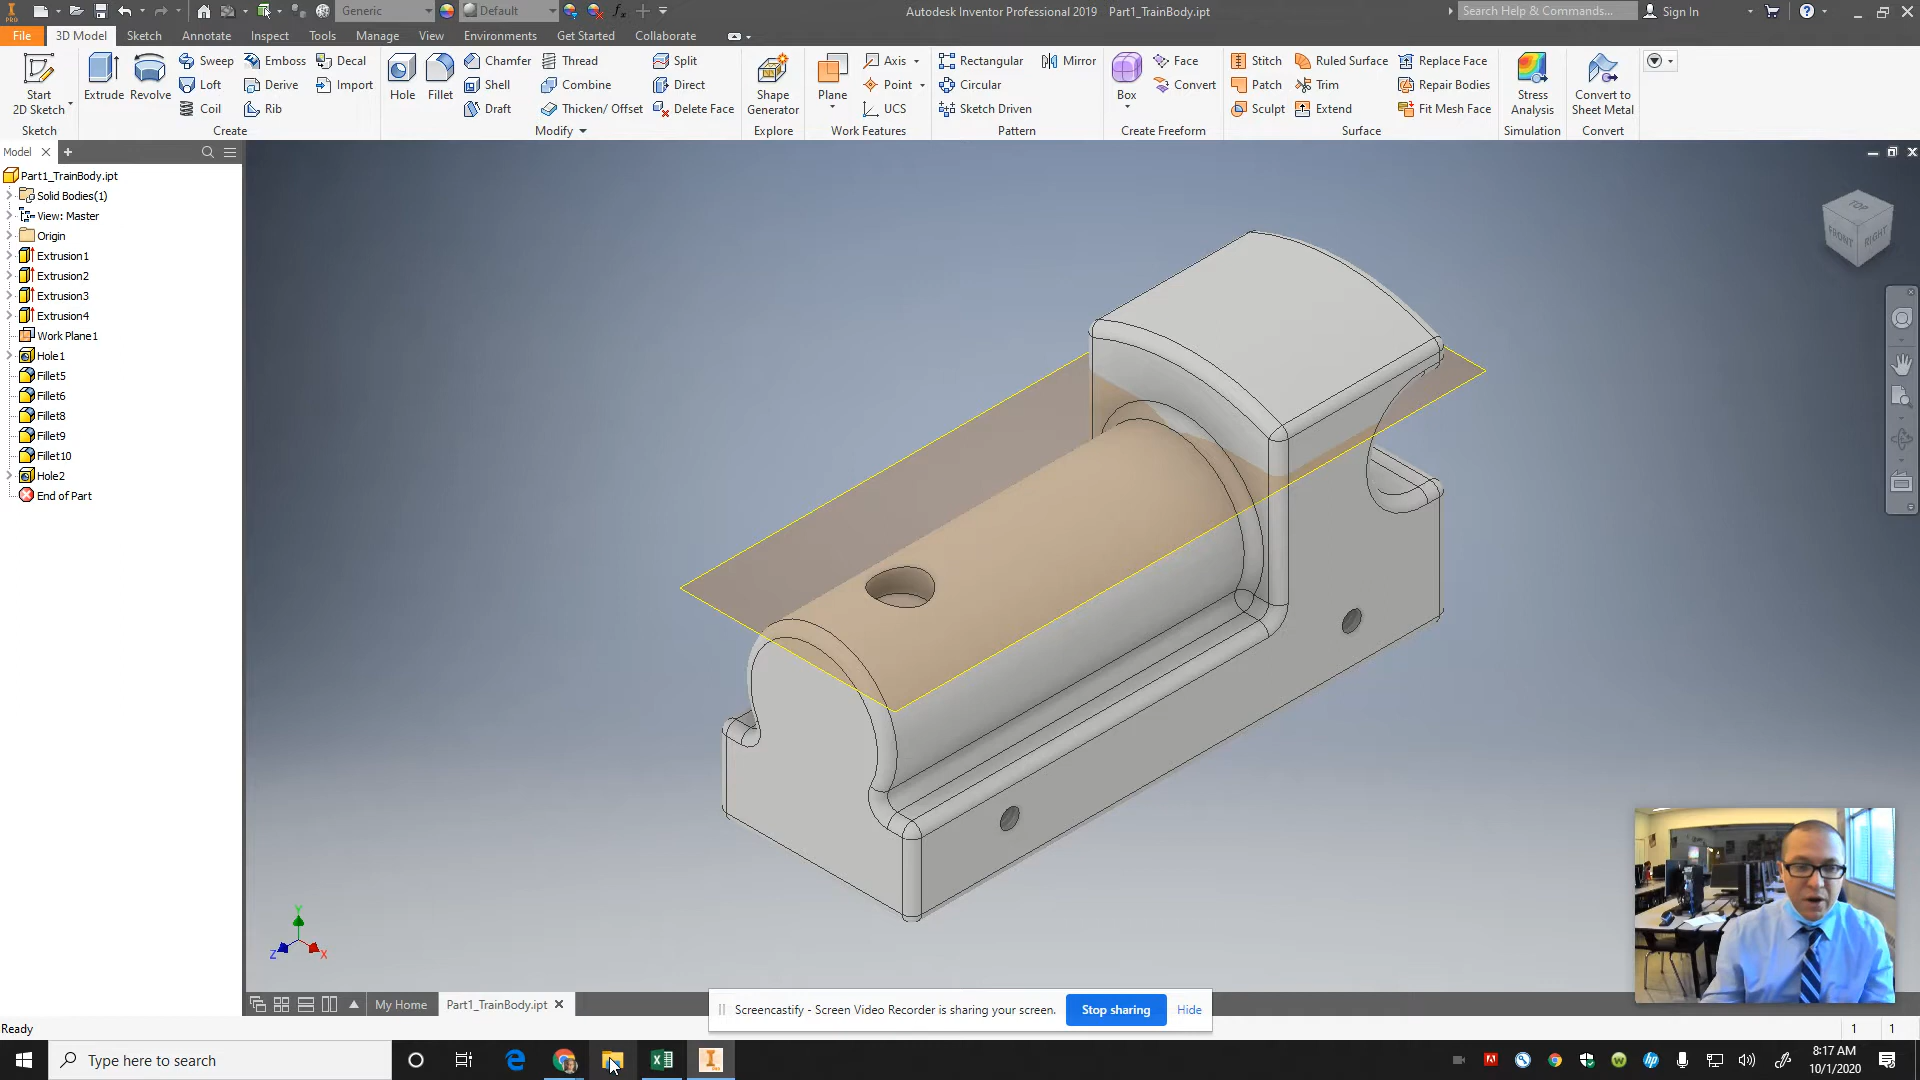 Generic
Default
Autodesk Inventor Professional 2019 Part1_TrainBody.ipt
Search Help & Commands...
Sign In
File 3D Model Sketch Annotate Inspect Tools Manage View Environments Get Started Collaborate
Start 2D Sketch
Extrude
Revolve
Sweep
Loft
Coil
Emboss
Derive
Rib
Decal
Import
Hole
Fillet
Chamfer
Shell
Draft
Thread
Combine
Thicken/ Offset
Split
Direct
Delete Face
Shape Generator
Plane
Axis
Point
UCS
Rectangular
Circular
Sketch Driven
Mirror
Box
Face
Convert
Stitch
Patch
Sculpt
Ruled Surface
Trim
Extend
Replace Face
Repair Bodies
Fit Mesh Face
Stress Analysis
Convert to Sheet Metal
Sketch Create Modify Explore Work Features Pattern Create Freeform Surface Simulation Convert
Model
Part1_TrainBody.ipt
Solid Bodies(1)
View: Master
Origin
Extrusion1
Extrusion2
Extrusion3
Extrusion4
Work Plane1
Hole1
Fillet5
Fillet6
Fillet8
Fillet9
Fillet10
Hole2
End of Part
TOP
FRONT
RIGHT
Y
Z
X
My Home
Part1_TrainBody.ipt
Screencastify - Screen Video Recorder is sharing your screen.
Stop sharing
Hide
Ready
1 1
Type here to search
8:17 AM
10/1/2020